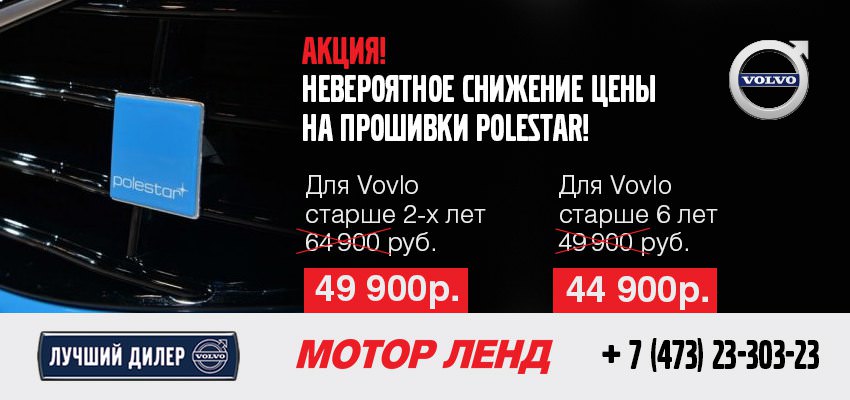 АКЦИЯ!
НЕВЕРОЯТНОЕ СНИЖЕНИЕ ЦЕНЫ
НА ПРОШИВКИ POLESTAR!
VOLVO
polestar
Для Vovlo
старше 2-х лет
64 900 руб.
49 900р.
Для Vovlo
старше 6 лет
49 900 руб.
44 900р.
ЛУЧШИЙ ДИЛЕР VOLVO
МОТОР ЛЕНД
+ 7 (473) 23-303-23